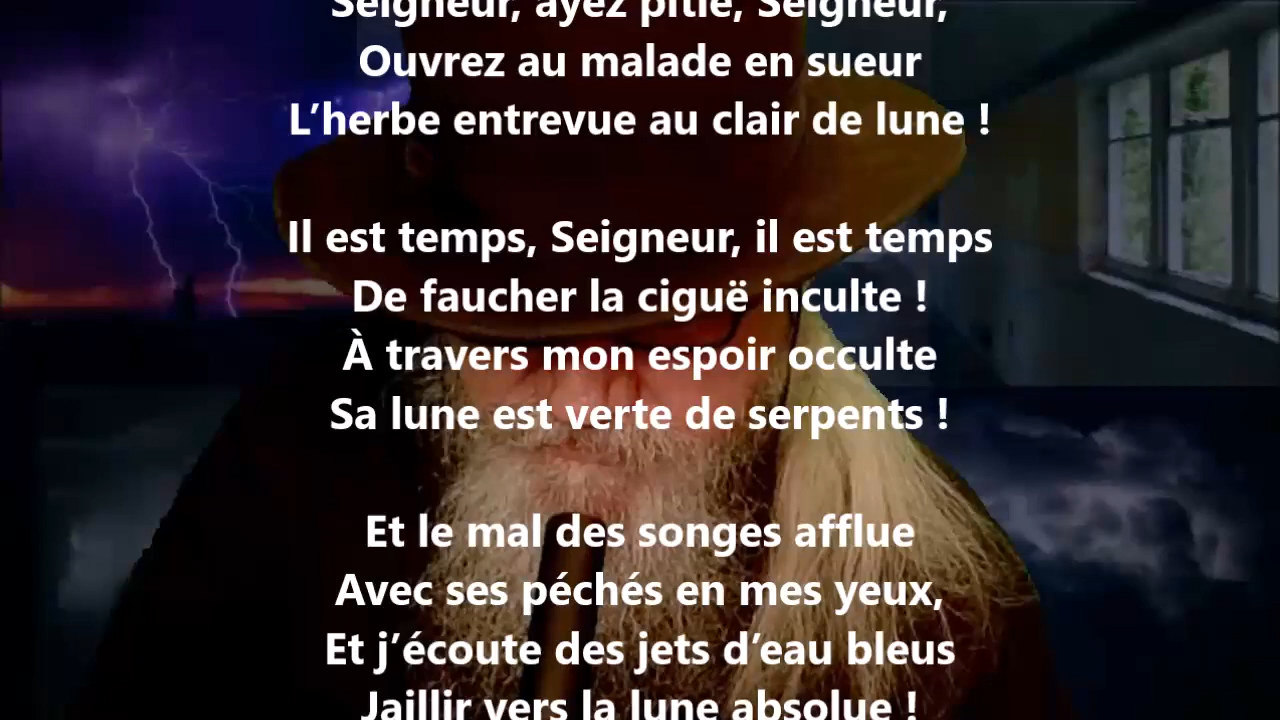 Seigneur, ayez pitié, Seigneur,
Ouvrez au malade en sueur
L’herbe entrevue au clair de lune !
Il est temps, Seigneur, il est temps
De faucher la ciguë inculte !
À travers mon espoir occulte
Sa lune est verte de serpents !
Et le mal des songes afflue
Avec ses péchés en mes yeux,
Et j’écoute des jets d’eau bleus
Jaillir vers la lune absolue !